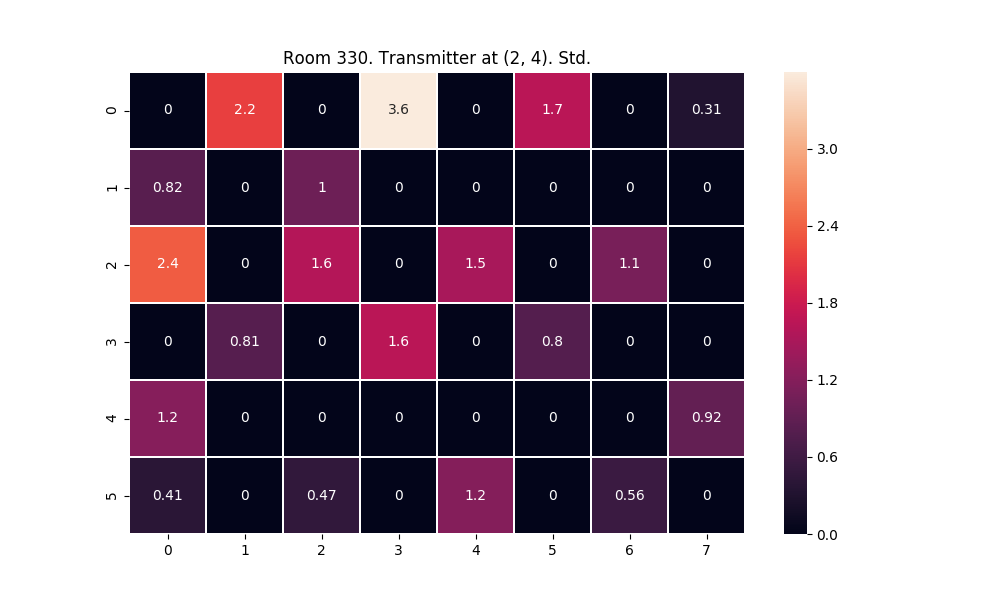 Room 330. Transmitter at (2, 4). Std.
0 0 2.2 0 3.6 0 1.7 0 0.31
1 0.82 0 1 0 0 0 0 0
2 2.4 0 1.6 0 1.5 0 1.1 0
3 0 0.81 0 1.6 0 0.8 0 0
4 1.2 0 0 0 0 0 0 0.92
5 0.41 0 0.47 0 1.2 0 0.56 0
0 1 2 3 4 5 6 7
3.0
2.4
1.8
1.2
0.6
0.0